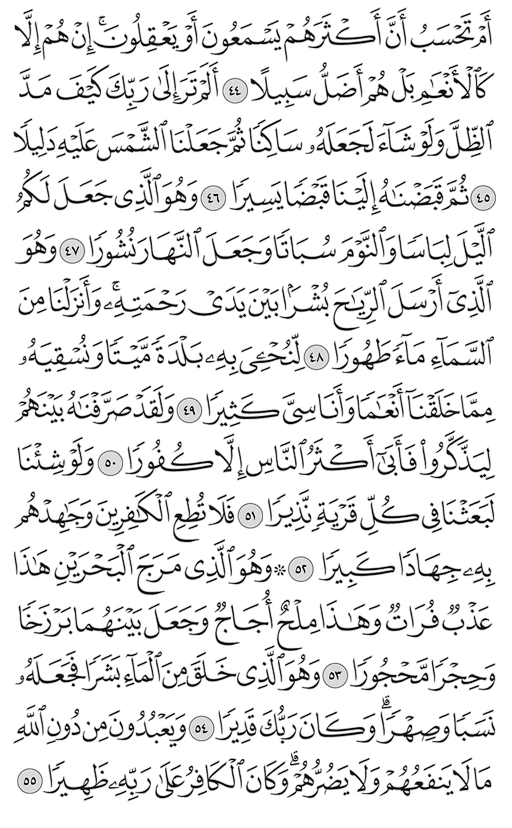 أَمۡ تَحۡسَبُ أَنَّ أَكۡثَرَهُمۡ يَسۡمَعُونَ أَوۡ يَعۡقِلُونَۚ إِنۡ هُمۡ إِلَّا
كَٱلۡأَنۡعَٰمِ بَلۡ هُمۡ أَضَلُّ سَبِيلًا ٤٤ أَلَمۡ تَرَ إِلَىٰ رَبِّكَ كَيۡفَ مَدَّ
ٱلظِّلَّ وَلَوۡ شَآءَ لَجَعَلَهُۥ سَاكِنٗا ثُمَّ جَعَلۡنَا ٱلشَّمۡسَ عَلَيۡهِ دَلِيلٗا
٤٥ ثُمَّ قَبَضۡنَٰهُ إِلَيۡنَا قَبۡضٗا يَسِيرٗا ٤٦ وَهُوَ ٱلَّذِي جَعَلَ لَكُمُ
ٱلَّيۡلَ لِبَاسٗا وَٱلنَّوۡمَ سُبَاتٗا وَجَعَلَ ٱلنَّهَارَ نُشُورٗا ٤٧ وَهُوَ
ٱلَّذِيٓ أَرۡسَلَ ٱلرِّيَٰحَ بُشۡرَۢا بَيۡنَ يَدَيۡ رَحۡمَتِهِۦۚ وَأَنزَلۡنَا مِنَ
ٱلسَّمَآءِ مَآءٗ طَهُورٗا ٤٨ لِّنُحۡـِۧيَ بِهِۦ بَلۡدَةٗ مَّيۡتٗا وَنُسۡقِيَهُۥ
مِمَّا خَلَقۡنَآ أَنۡعَٰمٗا وَأَنَاسِيَّ كَثِيرٗا ٤٩ وَلَقَدۡ صَرَّفۡنَٰهُ بَيۡنَهُمۡ
لِيَذَّكَّرُواْ فَأَبَىٰٓ أَكۡثَرُ ٱلنَّاسِ إِلَّا كُفُورٗا ٥٠ وَلَوۡ شِئۡنَا
لَبَعَثۡنَا فِي كُلِّ قَرۡيَةٖ نَّذِيرٗا ٥١ فَلَا تُطِعِ ٱلۡكَٰفِرِينَ وَجَٰهِدۡهُم
بِهِۦ جِهَادٗا كَبِيرٗا ٥٢ ۞ وَهُوَ ٱلَّذِي مَرَجَ ٱلۡبَحۡرَيۡنِ هَٰذَا
عَذۡبٞ فُرَاتٞ وَهَٰذَا مِلۡحٌ أُجَاجٞ وَجَعَلَ بَيۡنَهُمَا بَرۡزَخٗا
وَحِجۡرٗا مَّحۡجُورٗا ٥٣ وَهُوَ ٱلَّذِي خَلَقَ مِنَ ٱلۡمَآءِ بَشَرٗا فَجَعَلَهُۥ
نَسَبٗا وَصِهۡرٗاۗ وَكَانَ رَبُّكَ قَدِيرٗا ٥٤ وَيَعۡبُدُونَ مِن دُونِ ٱللَّهِ
مَا لَا يَنفَعُهُمۡ وَلَا يَضُرُّهُمۡۗ وَكَانَ ٱلۡكَافِرُ عَلَىٰ رَبِّهِۦ ظَهِيرٗا ٥٥